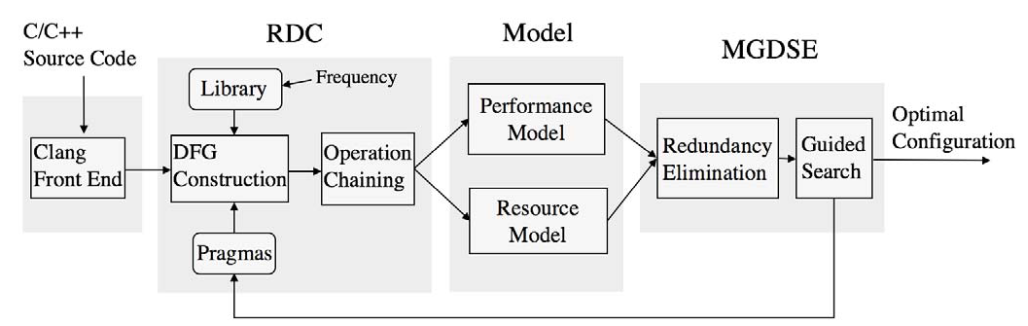 C/C++
Source Code
RDC
Model
MGDSE
Library
Frequency
Clang
Front End
DFG
Construction
Operation
Chaining
Pragmas
Performance
Model
Resource
Model
Redundancy
Elimination
Guided
Search
Optimal
Configuration